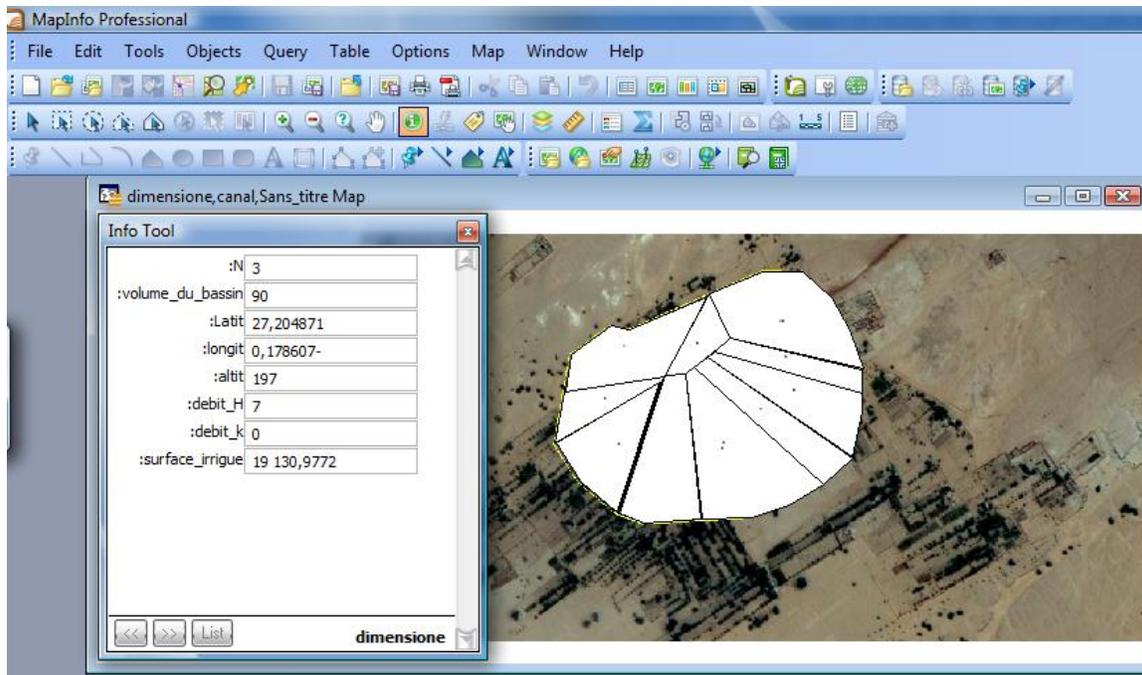 MapInfo Professional
File Edit Tools Objects Query Table Options Map Window Help
dimensione,canal,Sans_titre Map
Info Tool
:N 3
:volume_du_bassin 90
:Latit 27,204871
:longit 0,178607-
:altit 197
:debit_H 7
:debit_k 0
:surface_irrigue 19 130,9772
<< >> List dimensione